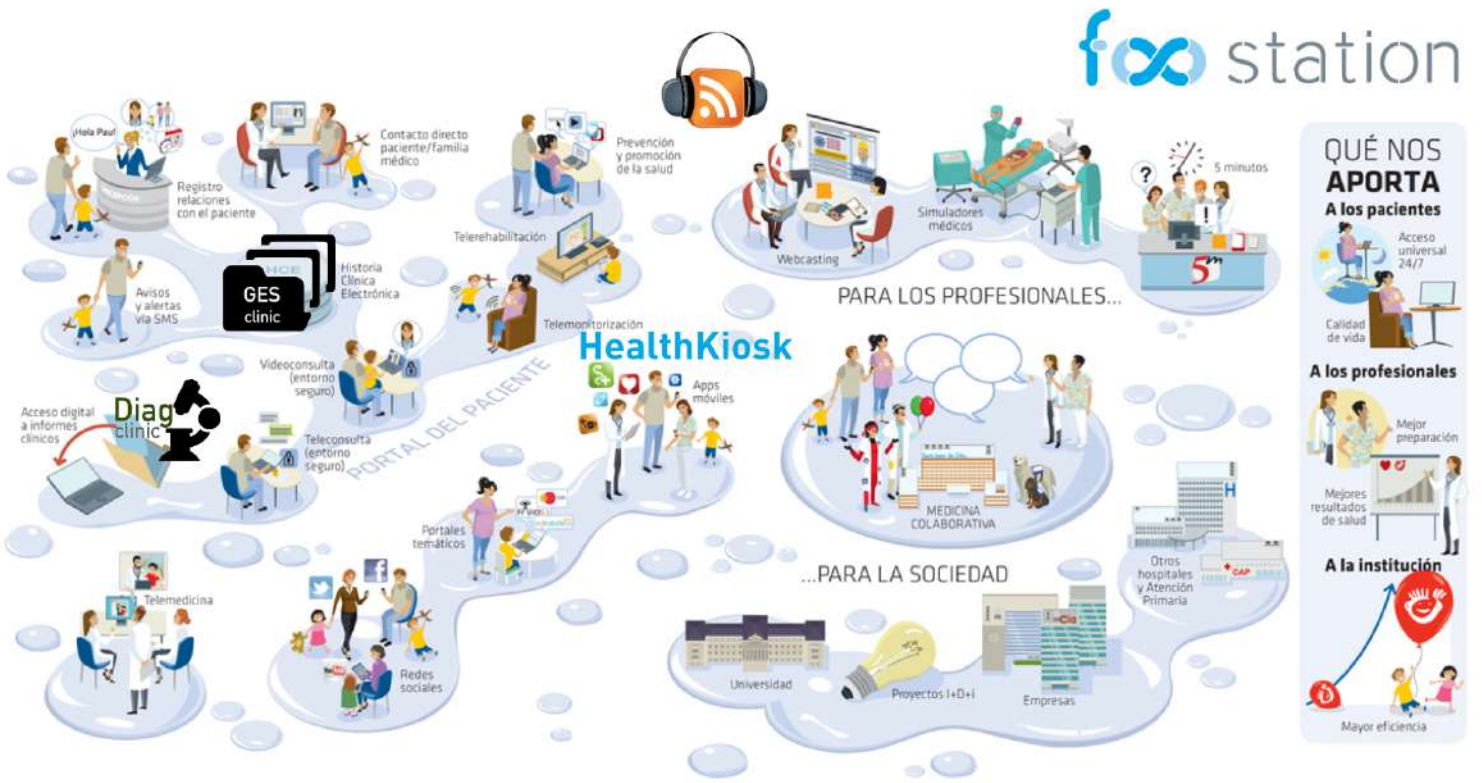 foo station
¡Hola Pau!
RECEPCIÓN
Registro
relaciones
con el paciente
Contacto directo
paciente/familia
médico
Prevención
y promoción
de la salud
Telerehabilitación
Avisos
y alertas
vía SMS
HCE
GES
clinic
Historia
Clínica
Electrónica
Telemonitorización
HealthKiosk
Videoconsulta
(entorno
seguro)
Apps
móviles
Acceso digital
a informes
clínicos
Diag
clinic
Teleconsulta
(entorno
seguro)
PORTAL DEL PACIENTE
Portales
temáticos
Telemedicina
Redes
sociales
Webcasting
Simuladores
médicos
?
!
5 minutos
5m
PARA LOS PROFESIONALES...
MEDICINA
COLABORATIVA
...PARA LA SOCIEDAD
H
CAP
Otros
hospitales
y Atención
Primaria
Universidad
Proyectos I+D+i
Empresas
QUÉ NOS
APORTA
A los pacientes
Acceso
universal
24/7
Calidad
de vida
A los profesionales
Mejor
preparación
Mejores
resultados
de salud
A la institución
Mayor eficiencia